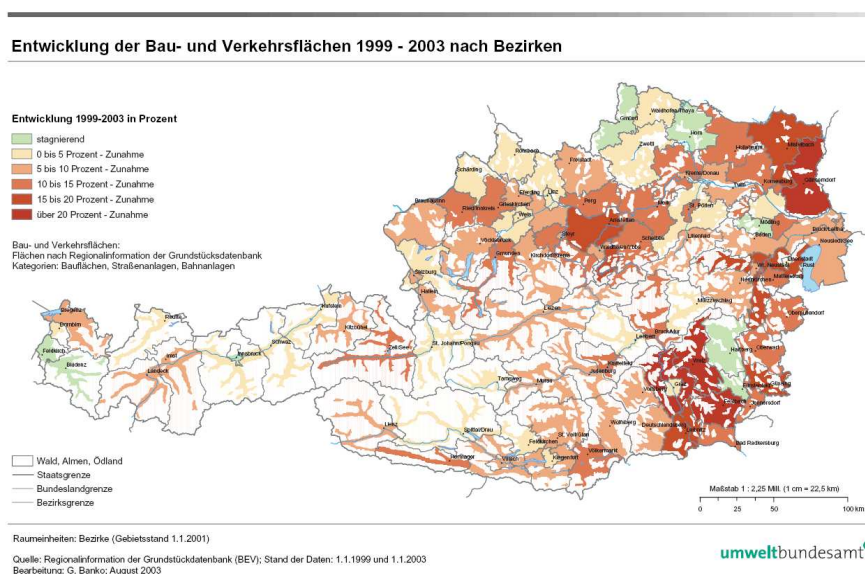 Entwicklung der Bau- und Verkehrsflächen 1999 - 2003 nach Bezirken
Entwicklung 1999-2003 in Prozent
stagnierend
0 bis 5 Prozent - Zunahme
5 bis 10 Prozent - Zunahme
10 bis 15 Prozent - Zunahme
15 bis 20 Prozent - Zunahme
über 20 Prozent - Zunahme
Bau- und Verkehrsflächen:
Flächen nach Regionalinformation der Grundstücksdatenbank
Kategorien: Bauflächen, Straßenanlagen, Bahnanlagen
Waidhofen/Thaya
Gmünd
Horn
Zwettl
Hollabrunn
Mistelbach
Rohrbach
Freistadt
Krems/Donau
Korneuburg
Gänserndorf
Schärding
Eferding
Linz
Perg
Melk
Tulln
St. Pölten
Braunau/Inn
Ried/Innkreis
Grieskirchen
Wels
Amstetten
Steyr
Scheibbs
Lilienfeld
Mödling
Baden
Bruck/Leitha
Neusiedl/See
Vöcklabruck
Gmunden
Kirchdorf/Krems
Waidhofen/Ybbs
Wr. Neustadt
Eisenstadt
Rust
Mattersburg
Neunkirchen
Salzburg
Hallein
Liezen
Mürzzuschlag
Oberpullendorf
Bregenz
Dornbirn
Feldkirch
Bludenz
Reutte
Imst
Landeck
Innsbruck
Schwaz
Kufstein
Kitzbühel
Zell/See
St. Johann/Pongau
Leoben
Bruck/Mur
Hartberg
Oberwart
Weiz
Tamsweg
Murau
Judenburg
Knittelfeld
Voitsberg
Graz
Fürstenfeld
Güssing
Feldbach
Jennersdorf
Wolfsberg
Deutschlandsberg
Leibnitz
Bad Radkersburg
Lienz
Spittal/Drau
Feldkirchen
St. Veit/Glan
Hermagor
Villach
Klagenfurt
Völkermarkt
Wald, Almen, Ödland
Staatsgrenze
Bundeslandgrenze
Bezirksgrenze
Maßstab 1 : 2,25 Mill. (1 cm = 22,5 km)
0 25 50 100 km
Raumeinheiten: Bezirke (Gebietsstand 1.1.2001)
Quelle: Regionalinformation der Grundstückdatenbank (BEV); Stand der Daten: 1.1.1999 und 1.1.2003
Bearbeitung: G. Banko; August 2003
umweltbundesamt